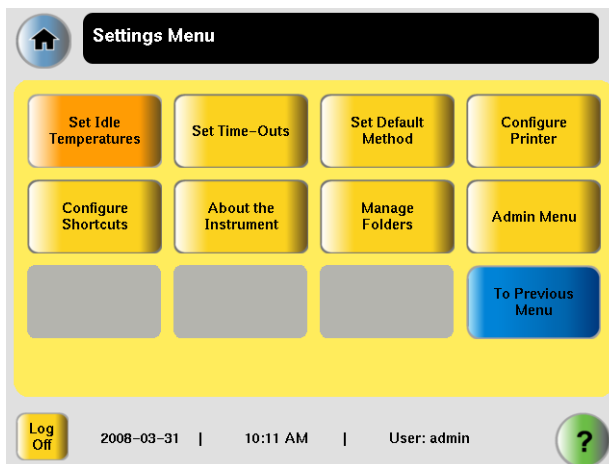 Settings Menu
Set Idle
Temperatures
Set Time-Outs
Set Default
Method
Configure
Printer
Configure
Shortcuts
About the
Instrument
Manage
Folders
Admin Menu
To Previous
Menu
Log
Off
2008-03-31 | 10:11 AM | User: admin
?